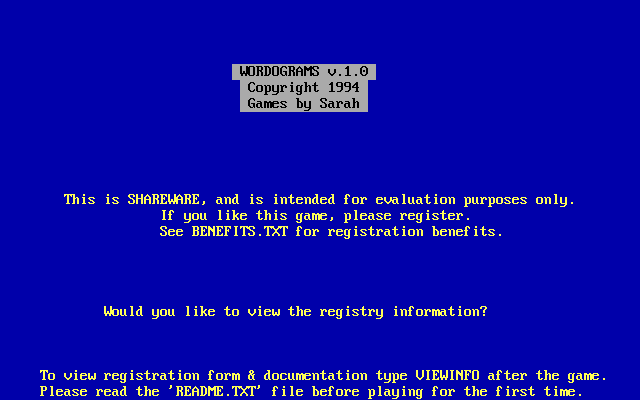 WORDOGRAMS v.1.0
Copyright 1994
Games by Sarah
This is SHAREWARE, and is intended for evaluation purposes only.
If you like this game, please register.
See BENEFITS.TXT for registration benefits.
Would you like to view the registry information?
To view registration form & documentation type VIEWINFO after the game.
Please read the 'README.TXT' file before playing for the first time.